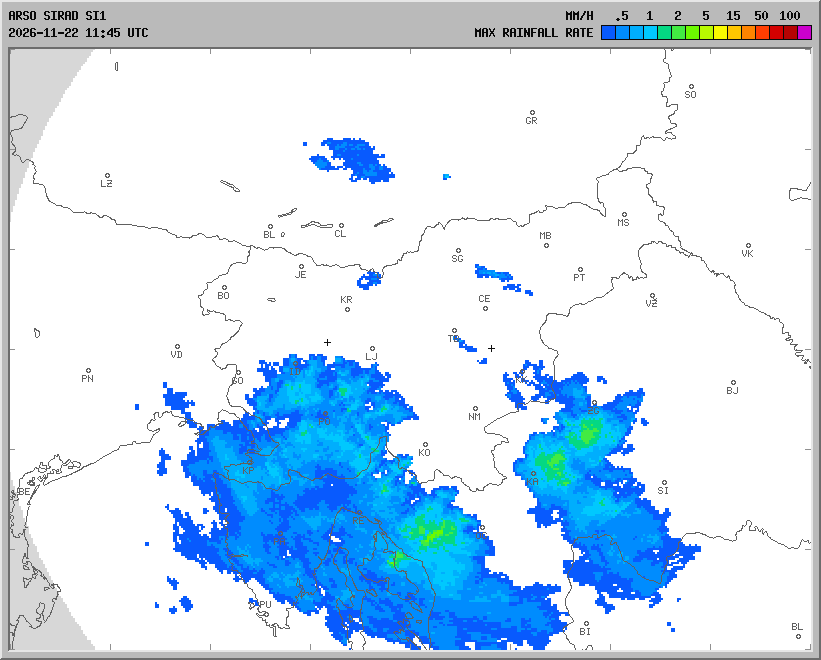 ARSO SIRAD SI1
2026-11-22 11:45 UTC
MM/H .5 1 2 5 15 50 100
MAX RAINFALL RATE
SO
GR
LZ
MS
BL
CL
MB
VK
SG
JE
PT
BO
KR
CE
VZ
LJ
VD
PN
GO
BJ
NM
KO
KP
SI
BE
PU
BI
BL